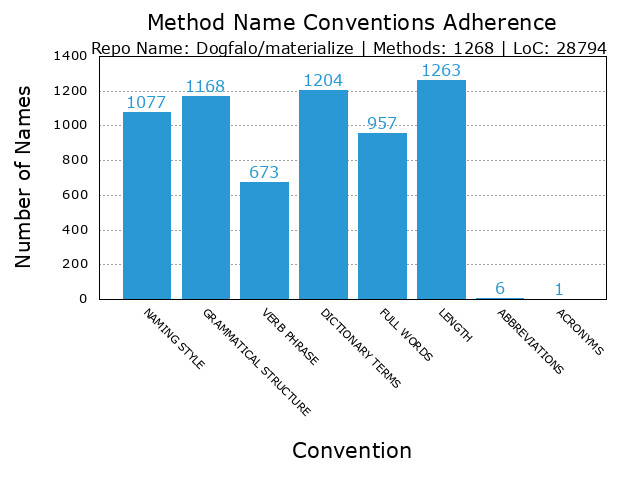 Method Name Conventions Adherence
Repo Name: Dogfalo/materialize | Methods: 1268 | LoC: 28794
Number of Names
1400
1200
1000
800
600
400
200
0
1077
1168
673
1204
957
1263
6
1
NAMING STYLE
GRAMMATICAL STRUCTURE
VERB PHRASE
DICTIONARY TERMS
FULL WORDS
LENGTH
ABBREVIATIONS
ACRONYMS
Convention